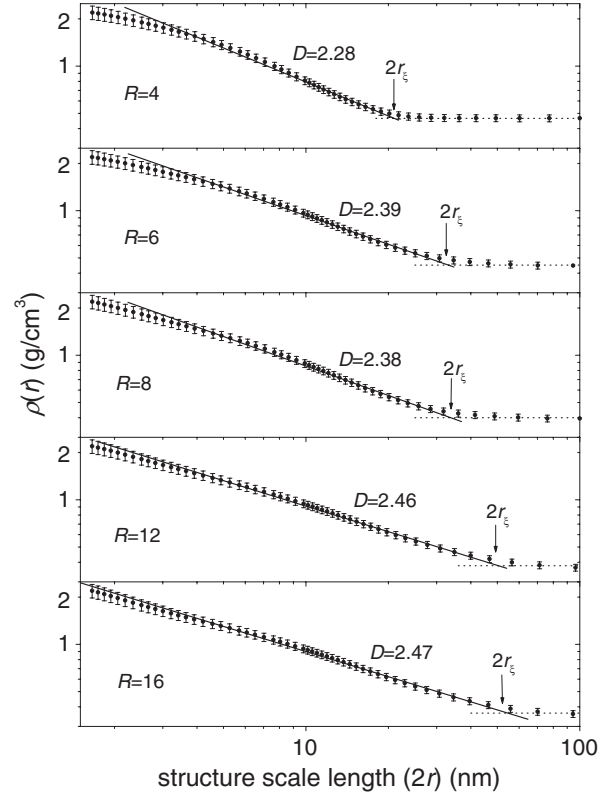 2
1
R=4
D=2.28
2rξ
2
1
R=6
D=2.39
2rξ
2
1
R=8
D=2.38
2rξ
2
1
R=12
D=2.46
2rξ
2
1
R=16
D=2.47
2rξ
ρ(r) (g/cm³)
10
100
structure scale length (2r) (nm)